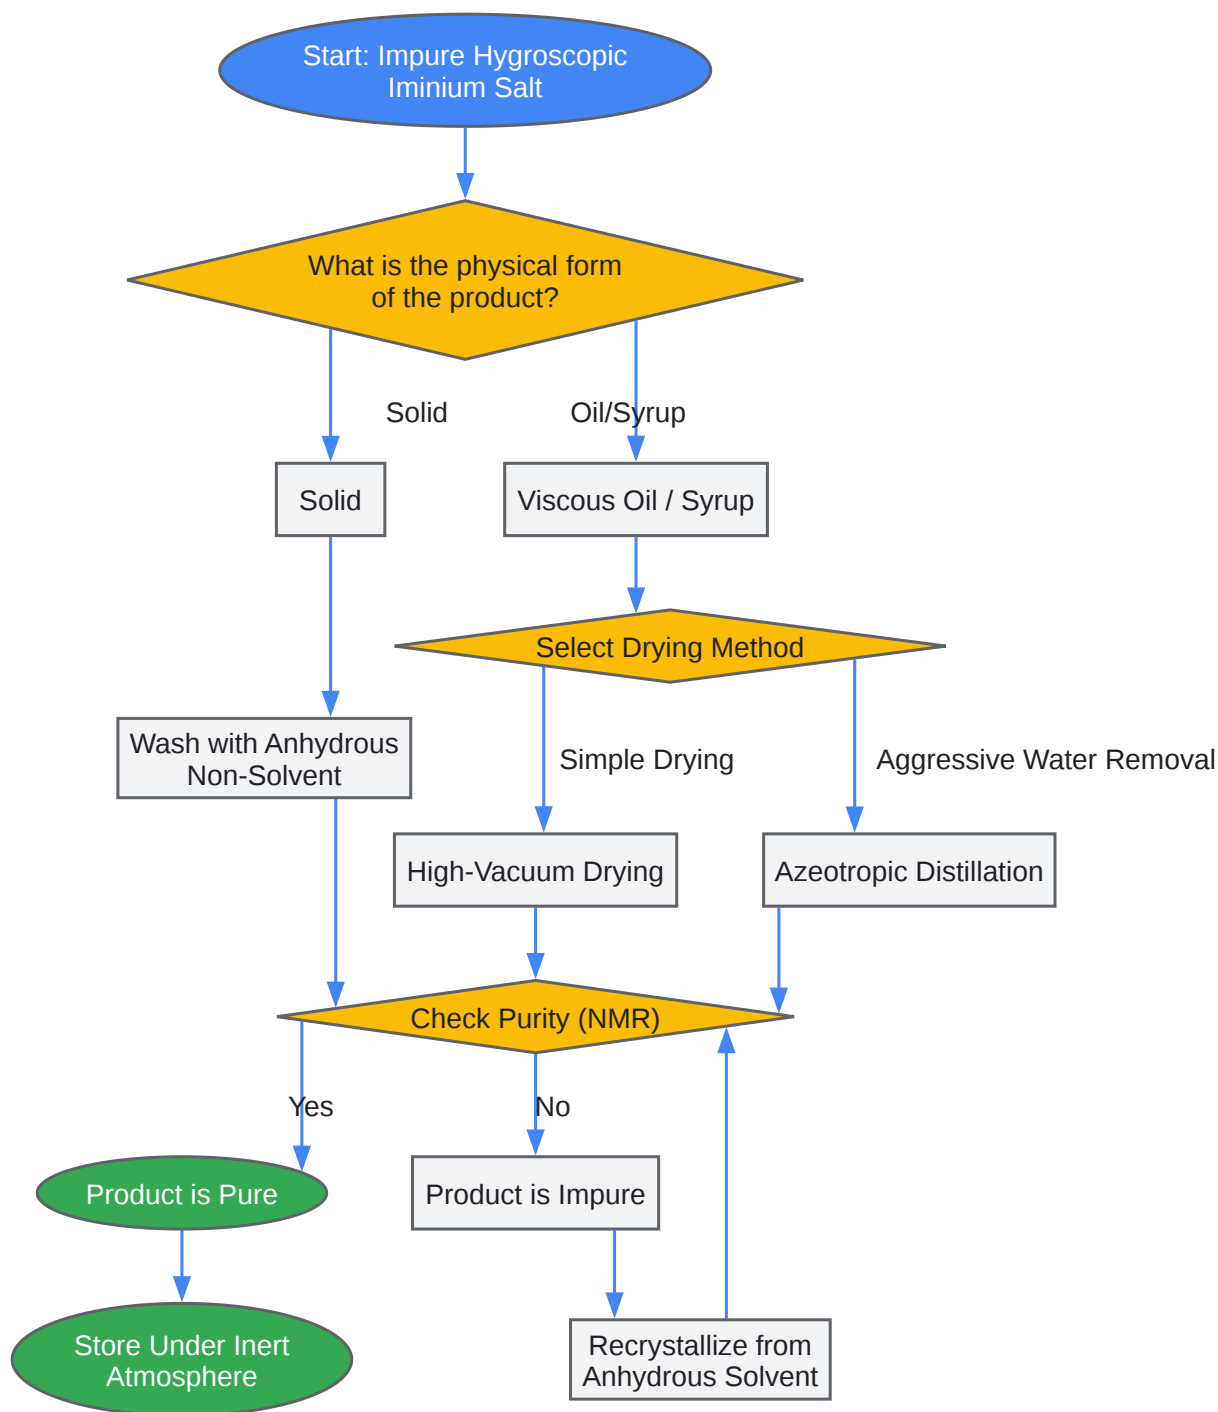 Start: Impure Hygroscopic
Iminium Salt
What is the physical form
of the product?
Solid
Oil/Syrup
Solid
Viscous Oil / Syrup
Select Drying Method
Wash with Anhydrous
Non-Solvent
Simple Drying
Aggressive Water Removal
High-Vacuum Drying
Azeotropic Distillation
Check Purity (NMR)
Yes
No
Product is Pure
Product is Impure
Store Under Inert
Atmosphere
Recrystallize from
Anhydrous Solvent